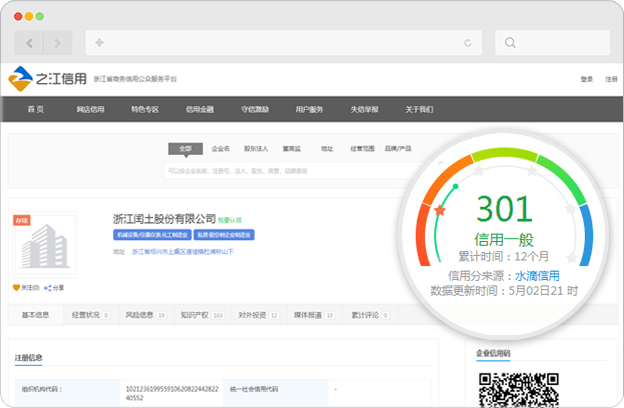 之江信用 浙江省商务信用公众服务平台 登录 注册
首 页 网店信用 特色专区 信用金融 守信激励 用户服务 失信举报 关于我们
全部 企业名 股东法人 董高监 地址 经营范围 品牌/产品
可以按企业名称、注册号、法人、股东、高管、品牌查询
存续
浙江闰土股份有限公司 我要认领
机械设备/仪器仪表,化工制造业 私营:股份制企业制造业
地址 浙江省绍兴市上虞区道墟镇杜浦称山下
关注(0) 分享
301
信用一般
累计时间：12个月
信用分来源：水滴信用
数据更新时间：5月02日21 时
基本信息 经营状况 0 风险信息 19 知识产权 163 对外投资 12 媒体报道 10 累计评论 0
注册信息
企业信用码
组织机构代码： 10212361955910620822442822
40552
统一社会信用代码 -